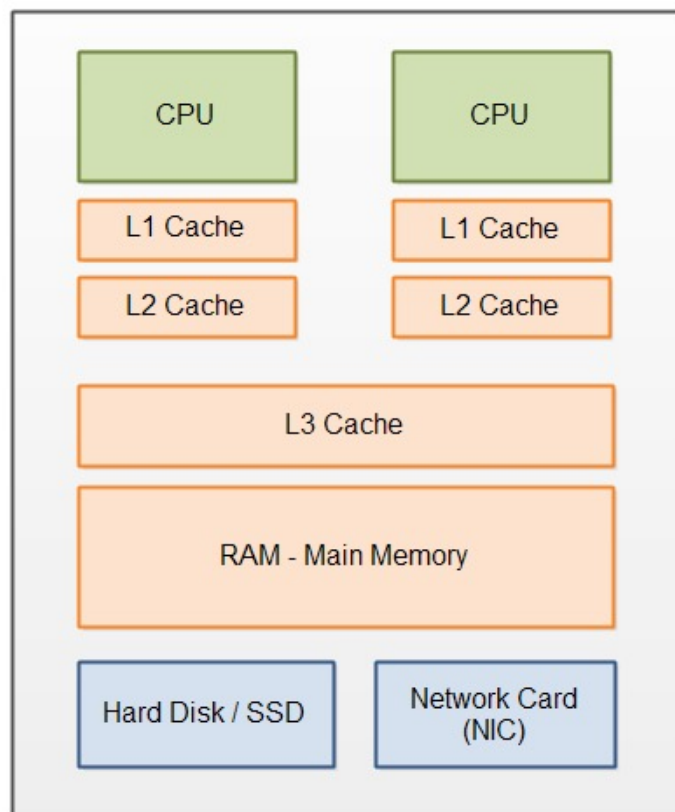 CPU
CPU
L1 Cache
L1 Cache
L2 Cache
L2 Cache
L3 Cache
RAM - Main Memory
Hard Disk / SSD
Network Card
(NIC)